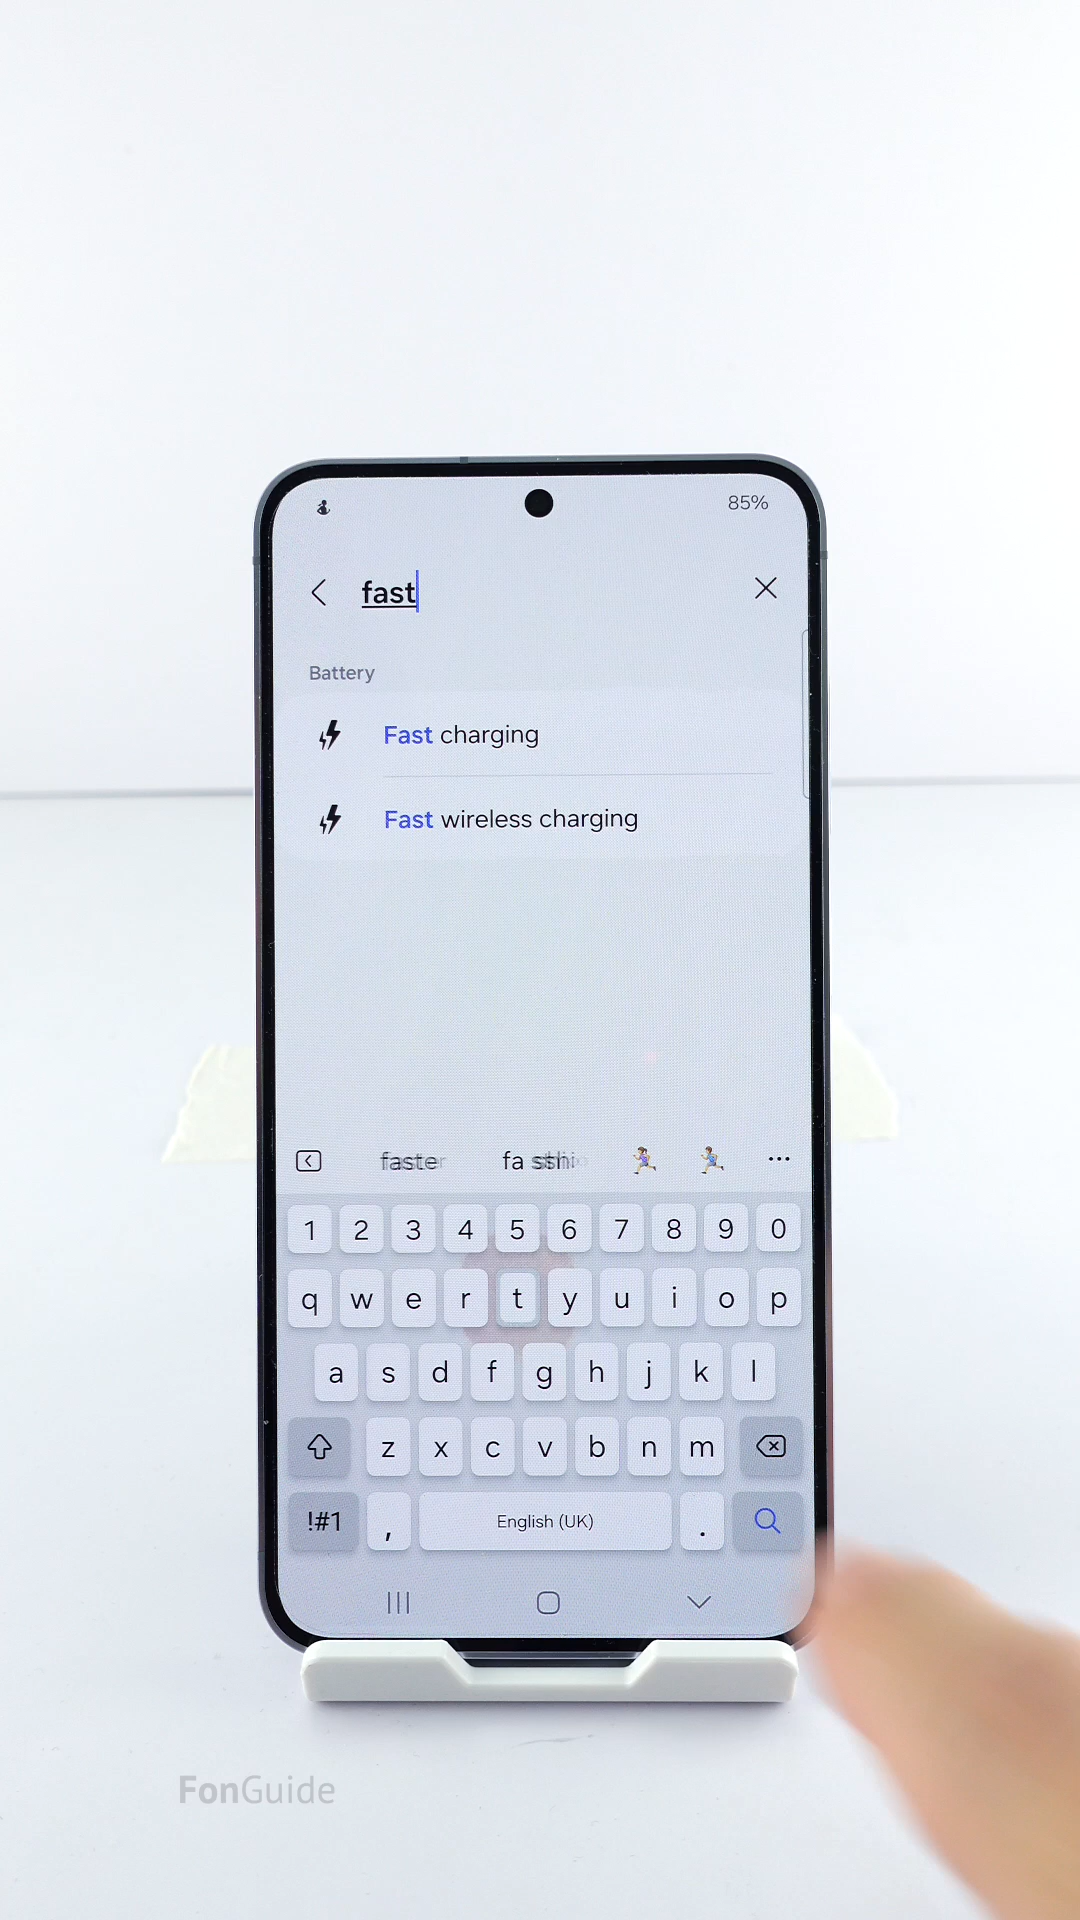 85%
fast
Battery
Fast charging
Fast wireless charging
1 2 3 4 5 6 7 8 9 0
q w e r t y u i o p
a s d f g h j k l
z x c v b n m
!#1 , English (UK) .
FonGuide